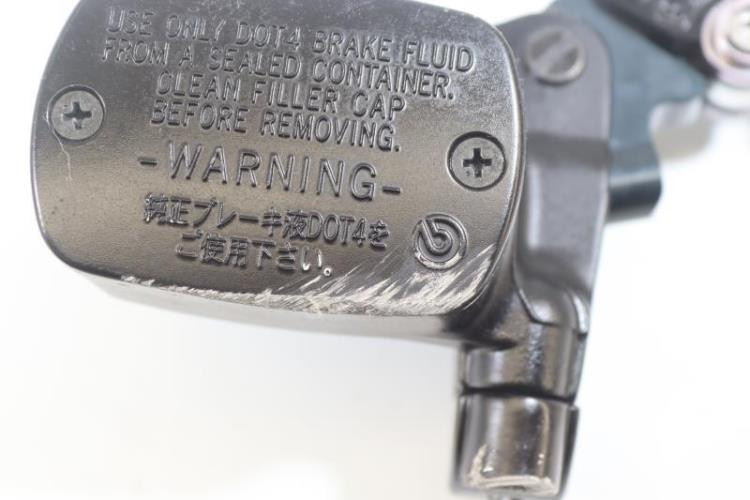 USE ONLY DOT4 BRAKE FLUID
FROM A SEALED CONTAINER.
CLEAN FILLER CAP
BEFORE REMOVING.
-WARNING-
純正ブレーキ液DOT4を
ご使用下さい。